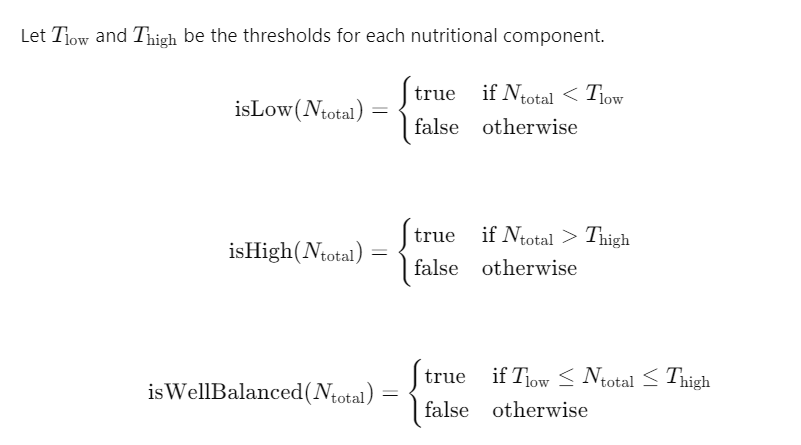 Let T_low and T_high be the thresholds for each nutritional component.
isLow(N_total) = { true if N_total < T_low
false otherwise
isHigh(N_total) = { true if N_total > T_high
false otherwise
isWellBalanced(N_total) = { true if T_low ≤ N_total ≤ T_high
false otherwise